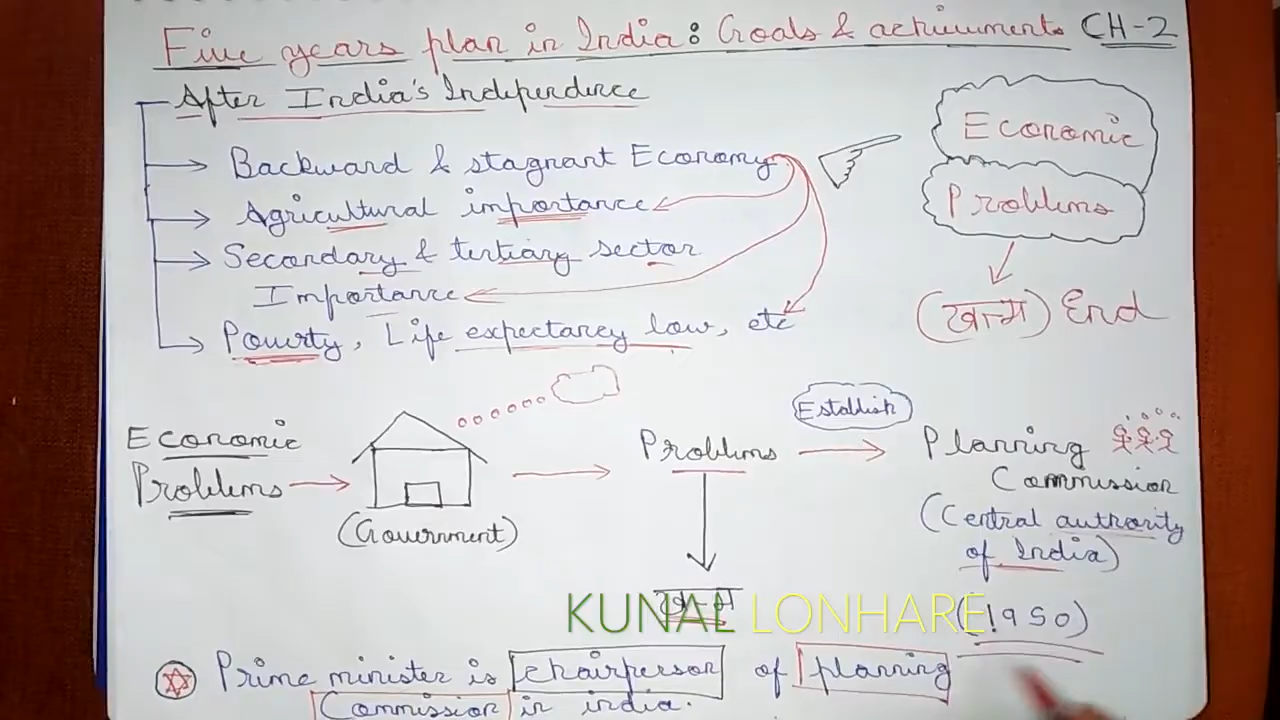 Five years plan in India: Goals & achievements CH-2
After India's Independence
Backward & stagnant Economy
Agricultural importance
Secondary & tertiary sector
Importance
Poverty, Life expectancy low, etc
Economic
Problems
(खत्म) End
Economic
Problems
(Government)
Problems
Establish
Planning
Commission
(Central authority
of India)
(1950)
खत्म
KUNAL LONHARE
Prime minister is chairperson of planning
Commission in india.